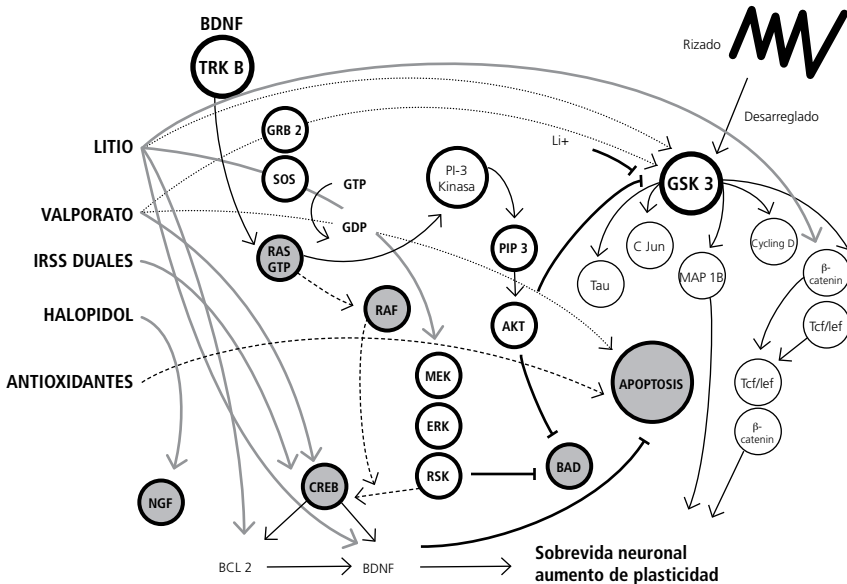 BDNF
TRK B
Rizado
Desarreglado
GRB 2
Li+
LITIO
SOS
GTP
PI-3
Kinasa
GSK 3
VALPORATO
GDP
IRSS DUALES
RAS
GTP
PIP 3
C Jun
Cycling D
Tau
MAP 1B
β-
catenin
HALOPIDOL
RAF
AKT
Tcf/lef
ANTIOXIDANTES
MEK
APOPTOSIS
Tcf/lef
ERK
β-
catenin
RSK
BAD
NGF
CREB
BCL 2
BDNF
Sobrevida neuronal
aumento de plasticidad